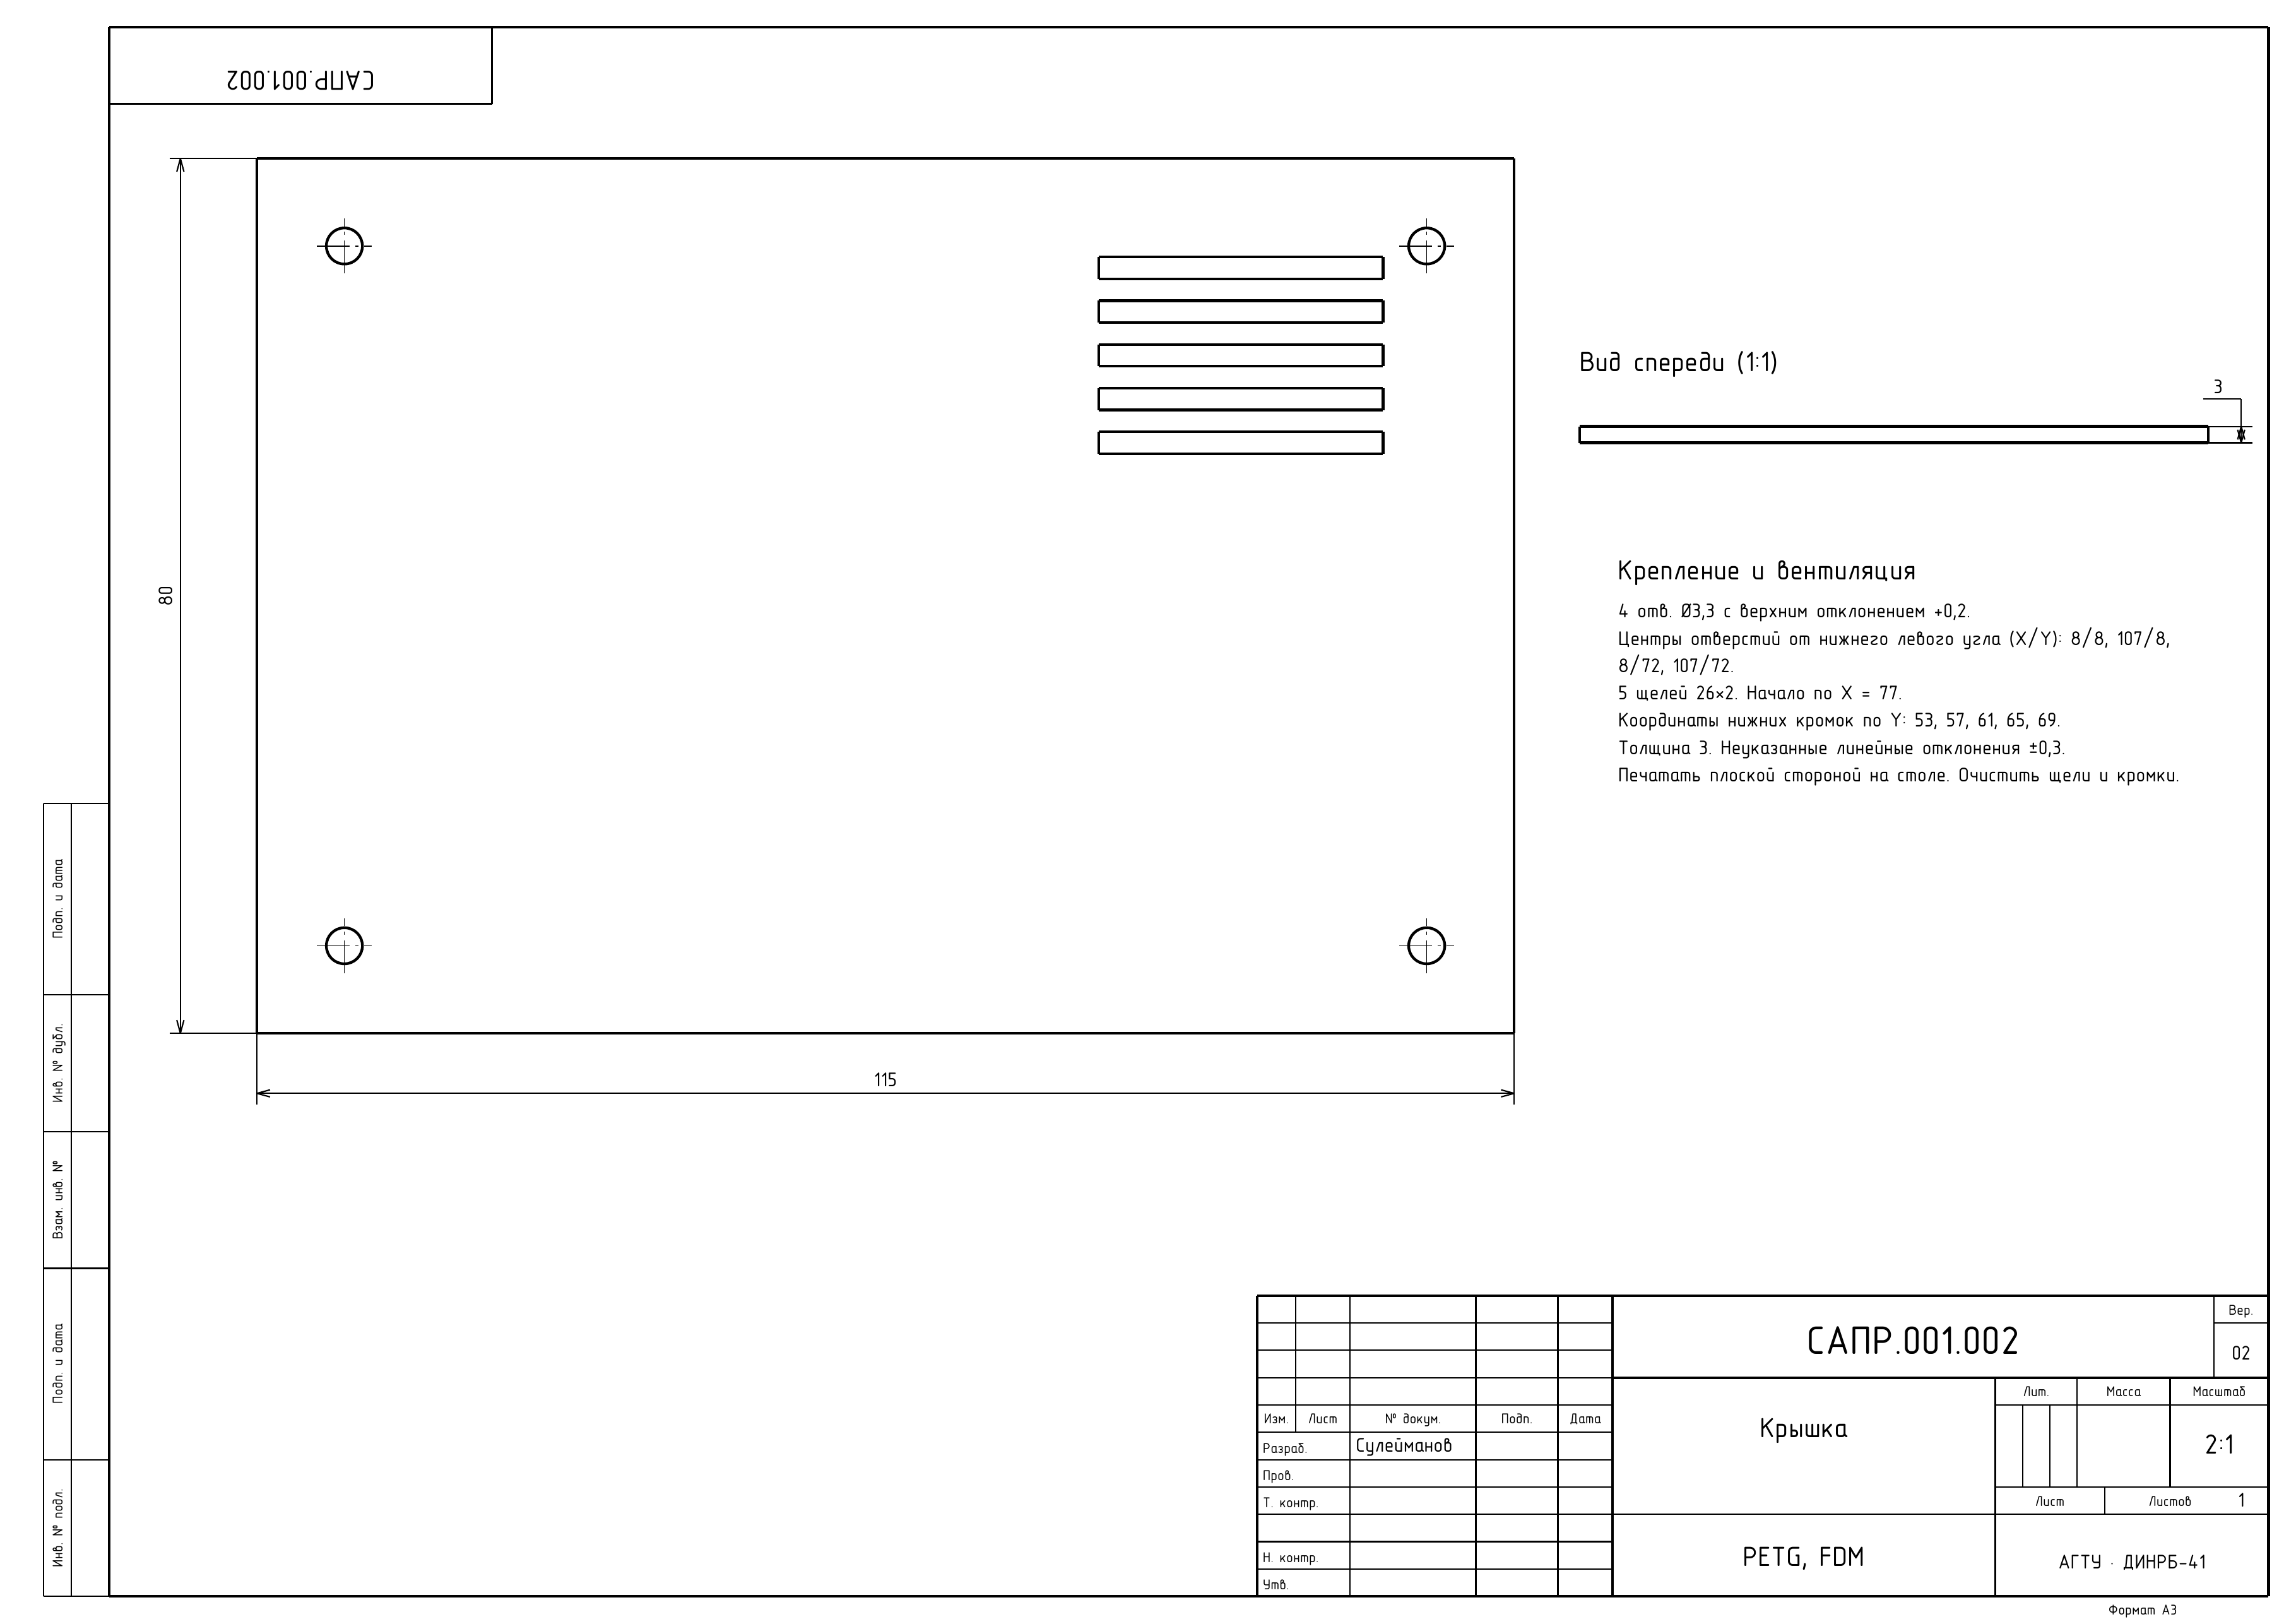 САПР.001.002
80
115
Вид спереди (1:1)
3
Крепление и вентиляция
4 отв. Ø3,3 с верхним отклонением +0,2.
Центры отверстий от нижнего левого угла (X/Y): 8/8, 107/8,
8/72, 107/72.
5 щелей 26×2. Начало по X = 77.
Координаты нижних кромок по Y: 53, 57, 61, 65, 69.
Толщина 3. Неуказанные линейные отклонения ±0,3.
Печатать плоской стороной на столе. Очистить щели и кромки.
Подп. и дата
Инв. № дубл.
Взам. инв. №
Подп. и дата
Инв. № подл.
САПР.001.002
Вер.
02
Лит. Масса Масштаб
Изм. Лист № докум. Подп. Дата
Крышка
2:1
Разраб. Сулейманов
Пров.
Т. контр.
Лист Листов 1
Н. контр.
PETG, FDM
АГТУ · ДИНРБ-41
Утв.
Формат А3